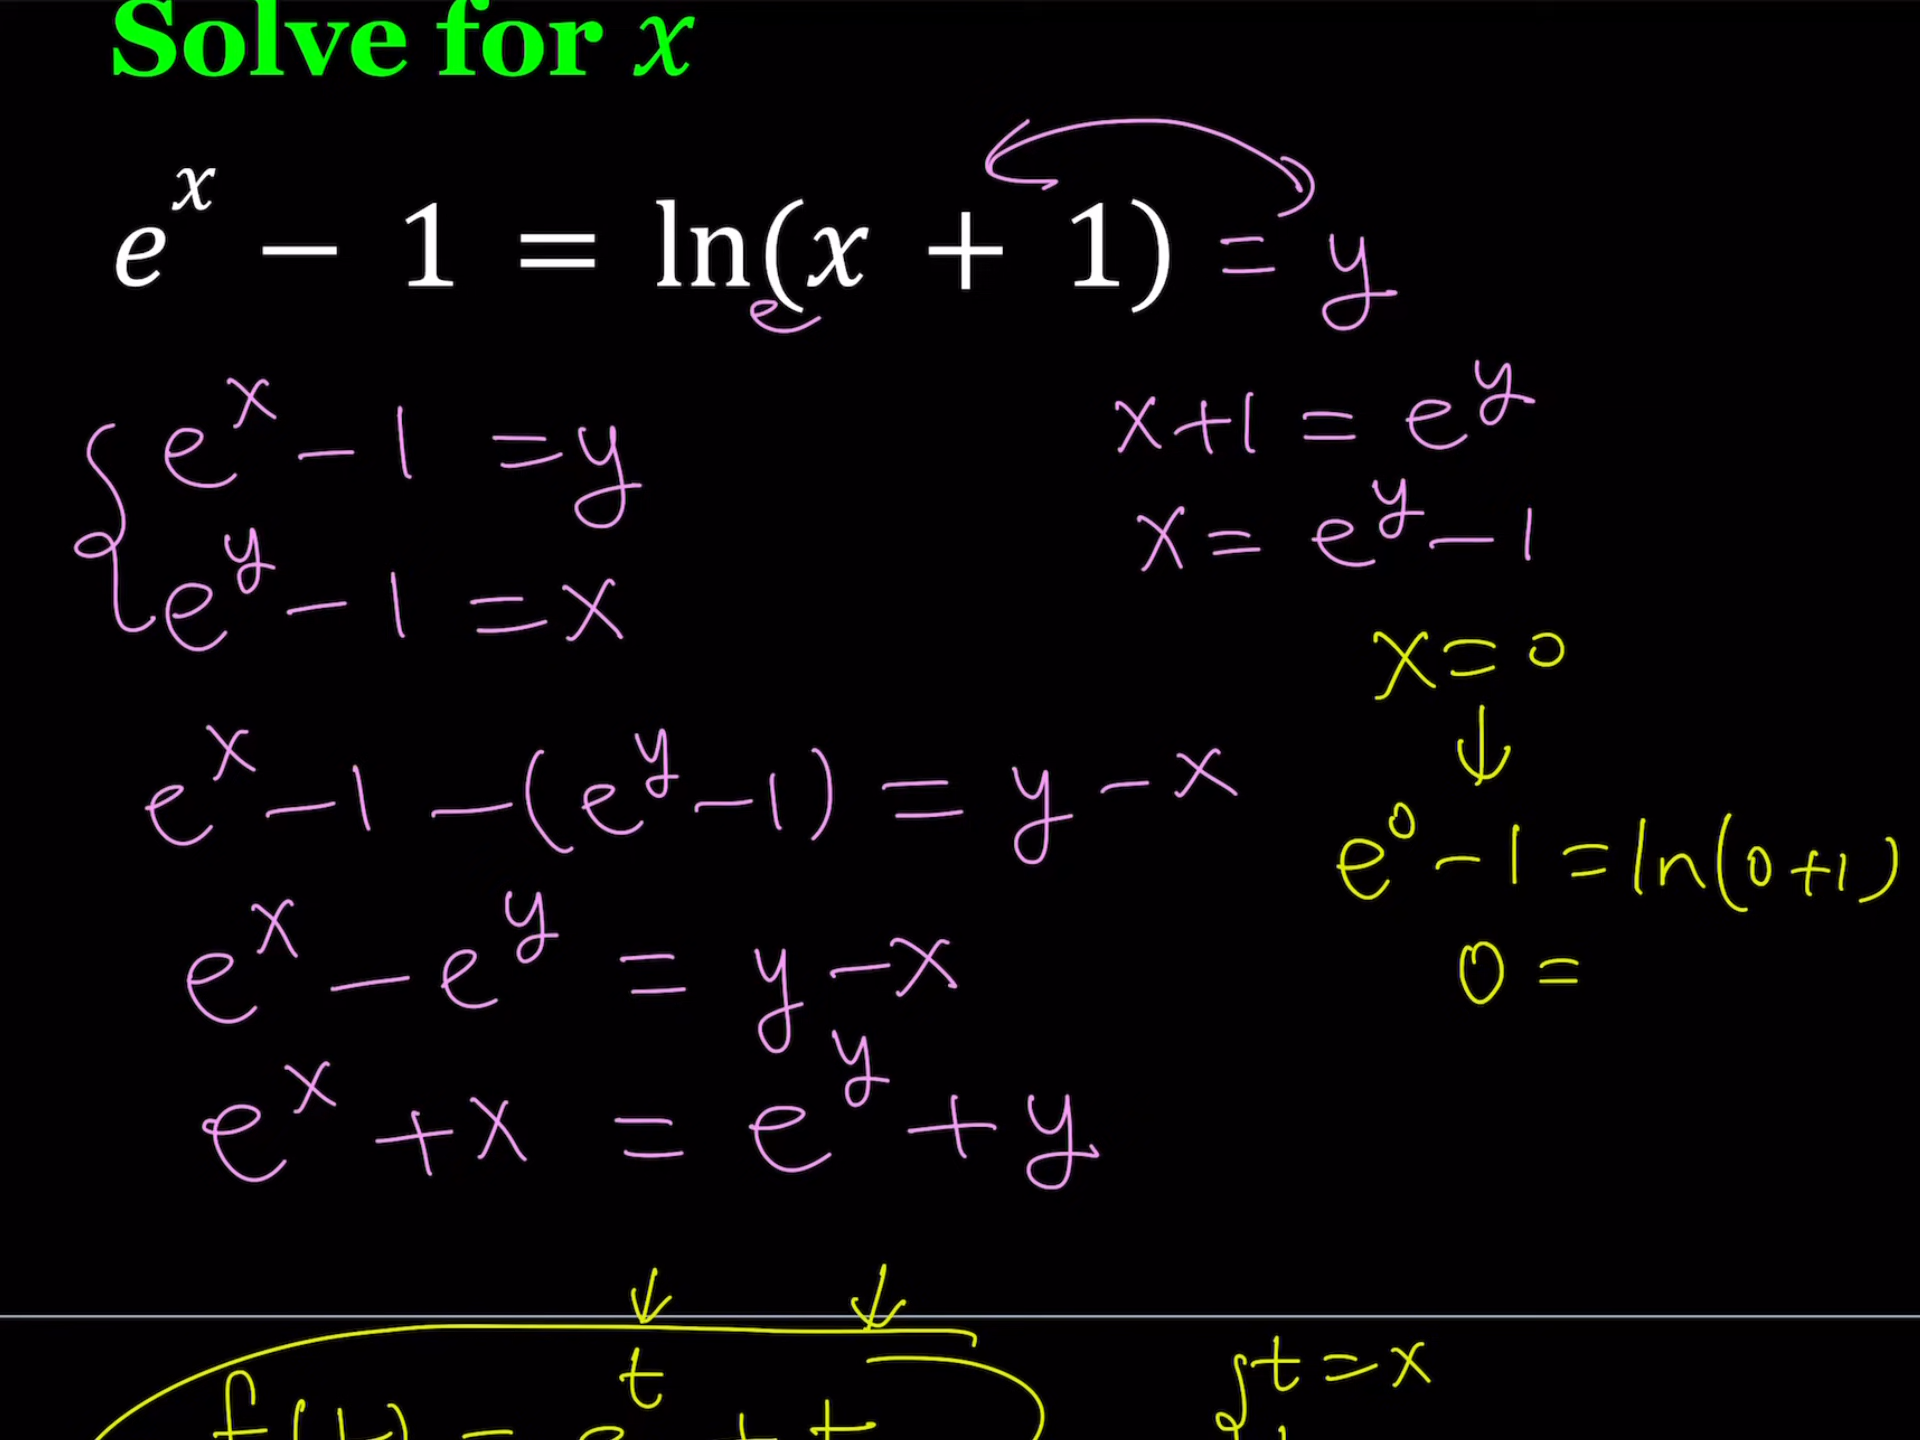 Solve for x
e^x − 1 = ln(x + 1) = y
e
e^x − 1 = y
e^y − 1 = x
x+1 = e^y
x = e^y − 1
x = 0
e^x − 1 − (e^y − 1) = y − x
e^0 − 1 = ln(0+1)
e^x − e^y = y − x
0 =
e^x + x = e^y + y
f(t) = e^t + t
t = x